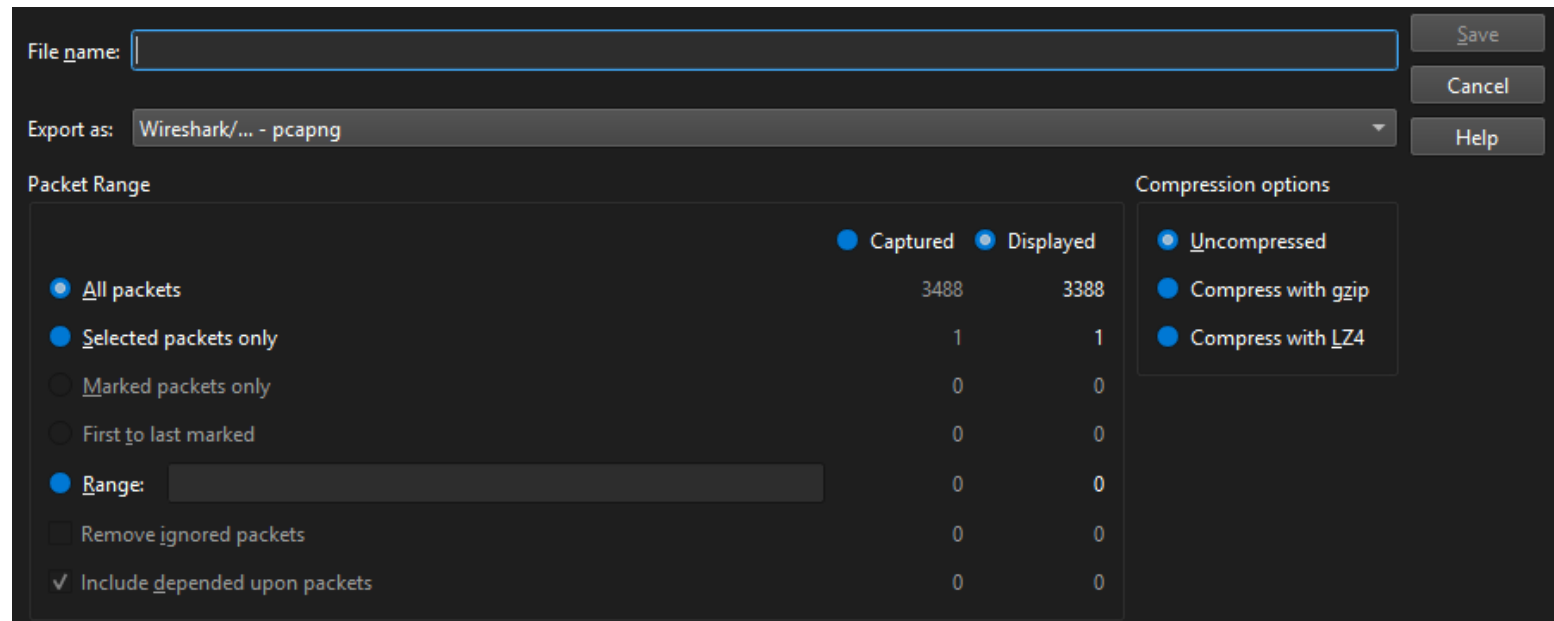 File name:
Save
Cancel
Export as: Wireshark/... - pcapng
Help
Packet Range
Captured Displayed
All packets 3488 3388
Selected packets only 1 1
Marked packets only 0 0
First to last marked 0 0
Range: 0 0
Remove ignored packets 0 0
Include depended upon packets 0 0
Compression options
Uncompressed
Compress with gzip
Compress with LZ4